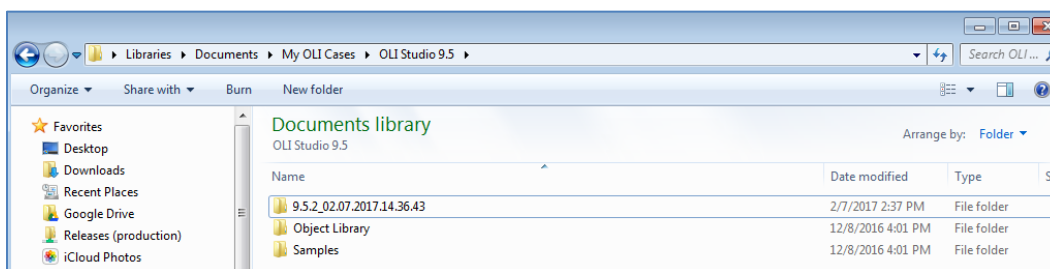 Libraries Documents My OLI Cases OLI Studio 9.5 Search OLI ...
Organize Share with Burn New folder
Favorites
Desktop
Downloads
Recent Places
Google Drive
Releases (production)
iCloud Photos
Documents library
OLI Studio 9.5
Arrange by: Folder
Name Date modified Type S
9.5.2_02.07.2017.14.36.43 2/7/2017 2:37 PM File folder
Object Library 12/8/2016 4:01 PM File folder
Samples 12/8/2016 4:01 PM File folder